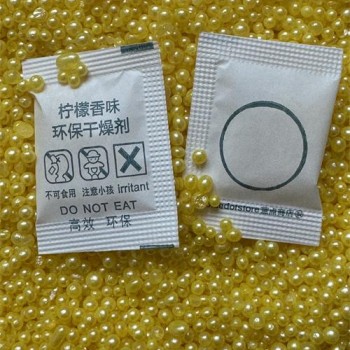 柠檬香味
环保干燥剂
不可食用 注意小孩 irritant
DO NOT EAT
高效 环保